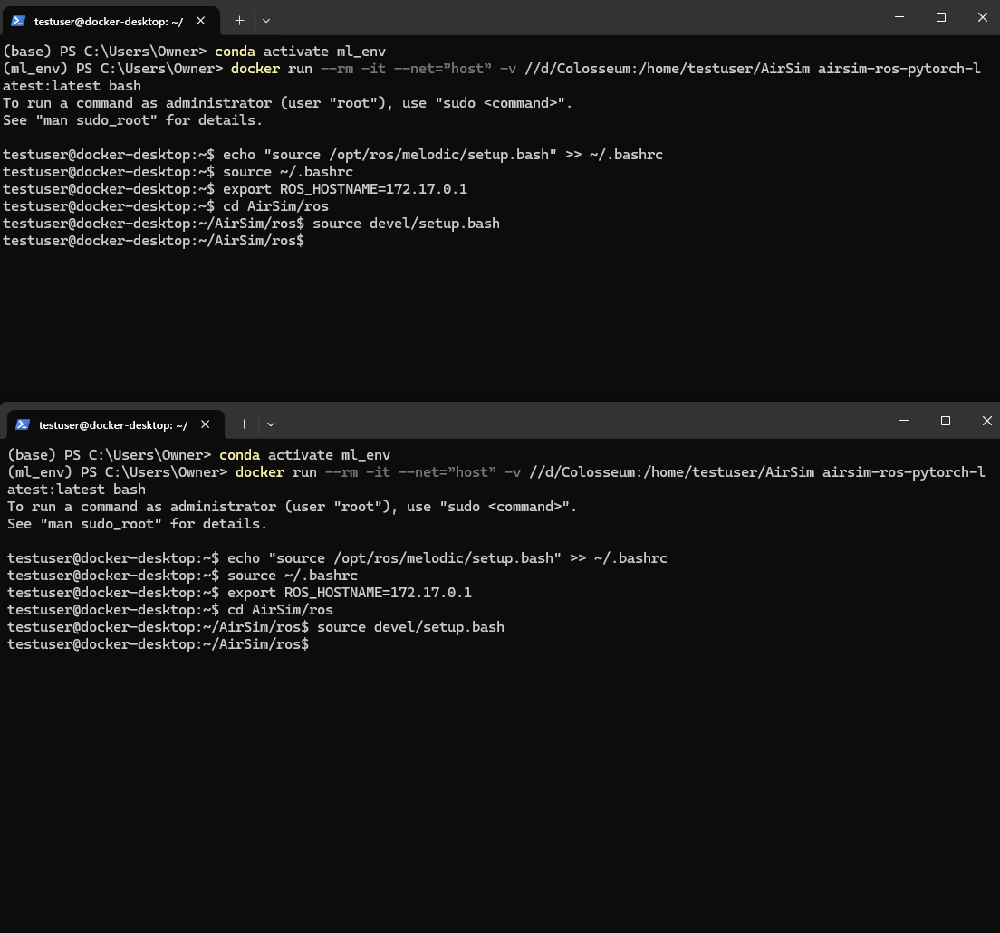 testuser@docker-desktop: ~/
(base) PS C:\Users\Owner> conda activate ml_env
(ml_env) PS C:\Users\Owner> docker run --rm -it --net=”host” -v //d/Colosseum:/home/testuser/AirSim airsim-ros-pytorch-l
atest:latest bash
To run a command as administrator (user "root"), use "sudo <command>".
See "man sudo_root" for details.
testuser@docker-desktop:~$ echo "source /opt/ros/melodic/setup.bash" >> ~/.bashrc
testuser@docker-desktop:~$ source ~/.bashrc
testuser@docker-desktop:~$ export ROS_HOSTNAME=172.17.0.1
testuser@docker-desktop:~$ cd AirSim/ros
testuser@docker-desktop:~/AirSim/ros$ source devel/setup.bash
testuser@docker-desktop:~/AirSim/ros$
testuser@docker-desktop: ~/
(base) PS C:\Users\Owner> conda activate ml_env
(ml_env) PS C:\Users\Owner> docker run --rm -it --net=”host” -v //d/Colosseum:/home/testuser/AirSim airsim-ros-pytorch-l
atest:latest bash
To run a command as administrator (user "root"), use "sudo <command>".
See "man sudo_root" for details.
testuser@docker-desktop:~$ echo "source /opt/ros/melodic/setup.bash" >> ~/.bashrc
testuser@docker-desktop:~$ source ~/.bashrc
testuser@docker-desktop:~$ export ROS_HOSTNAME=172.17.0.1
testuser@docker-desktop:~$ cd AirSim/ros
testuser@docker-desktop:~/AirSim/ros$ source devel/setup.bash
testuser@docker-desktop:~/AirSim/ros$